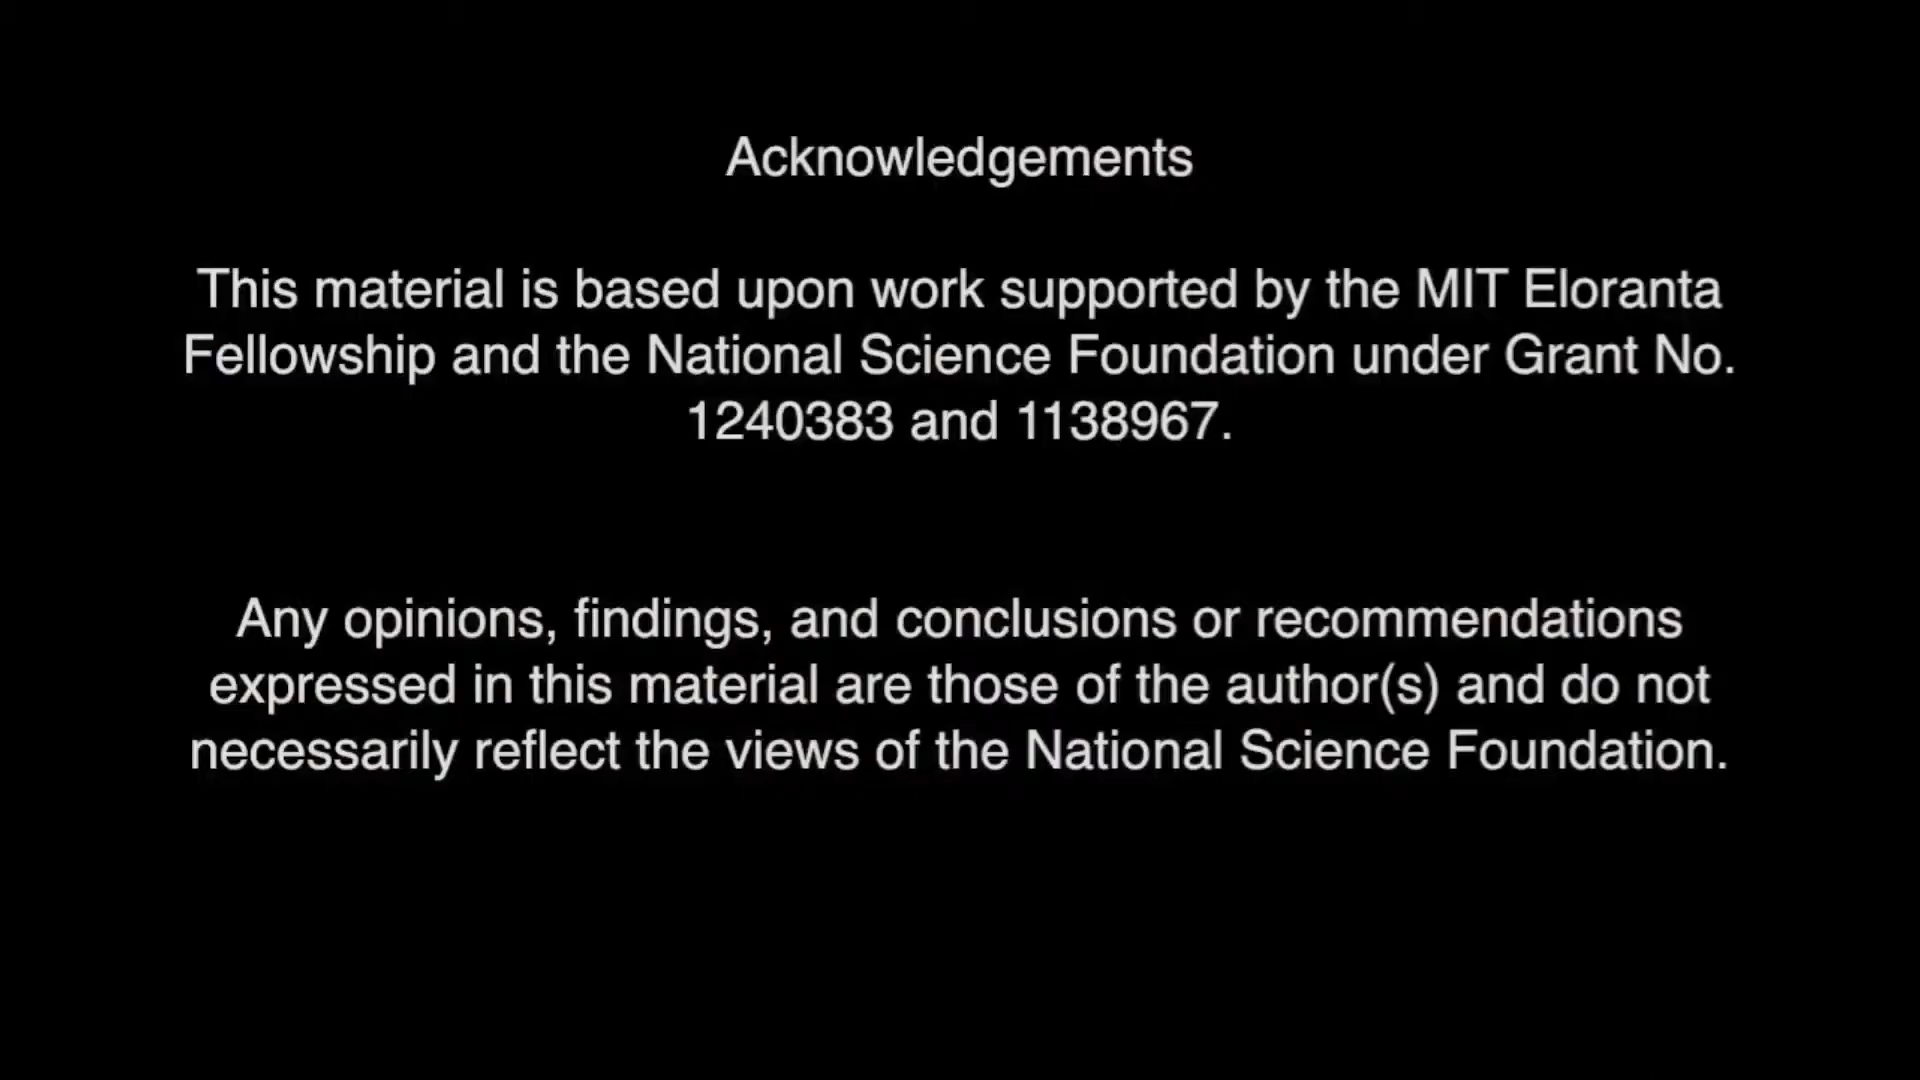 Acknowledgements
This material is based upon work supported by the MIT Eloranta
Fellowship and the National Science Foundation under Grant No.
1240383 and 1138967.
Any opinions, findings, and conclusions or recommendations
expressed in this material are those of the author(s) and do not
necessarily reflect the views of the National Science Foundation.